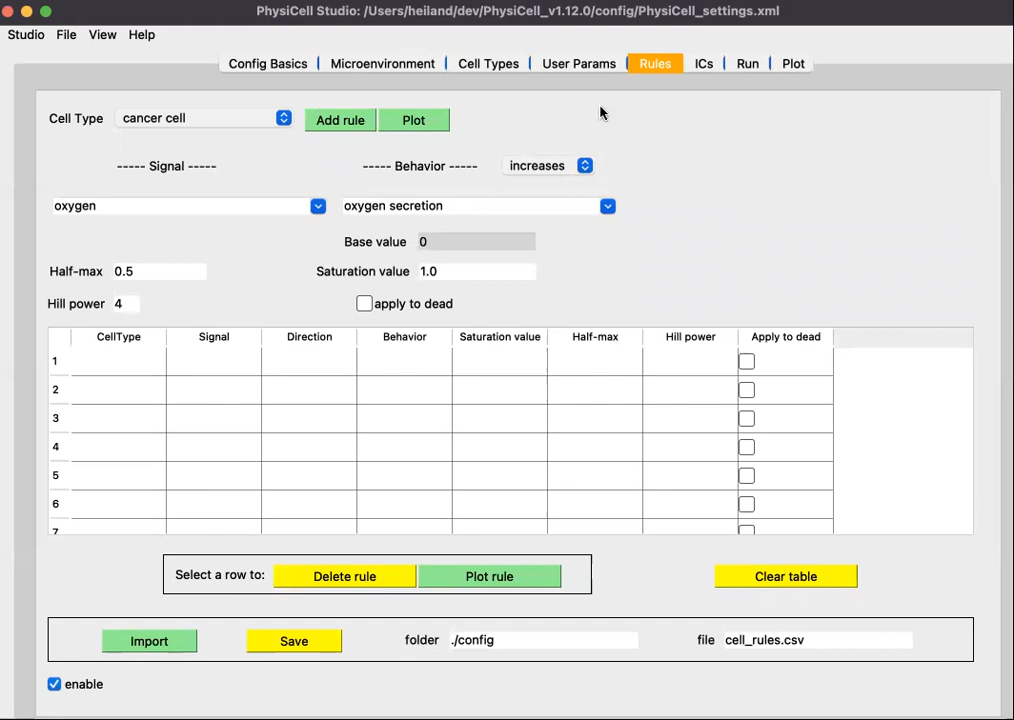 PhysiCell Studio: /Users/heiland/dev/PhysiCell_v1.12.0/config/PhysiCell_settings.xml
Studio File View Help
Config Basics Microenvironment Cell Types User Params Rules ICs Run Plot
Cell Type cancer cell Add rule Plot
----- Signal ----- ----- Behavior ----- increases
oxygen oxygen secretion
Base value 0
Half-max 0.5 Saturation value 1.0
Hill power 4 apply to dead
CellType Signal Direction Behavior Saturation value Half-max Hill power Apply to dead
1
2
3
4
5
6
7
Select a row to: Delete rule Plot rule Clear table
Import Save folder ./config file cell_rules.csv
enable